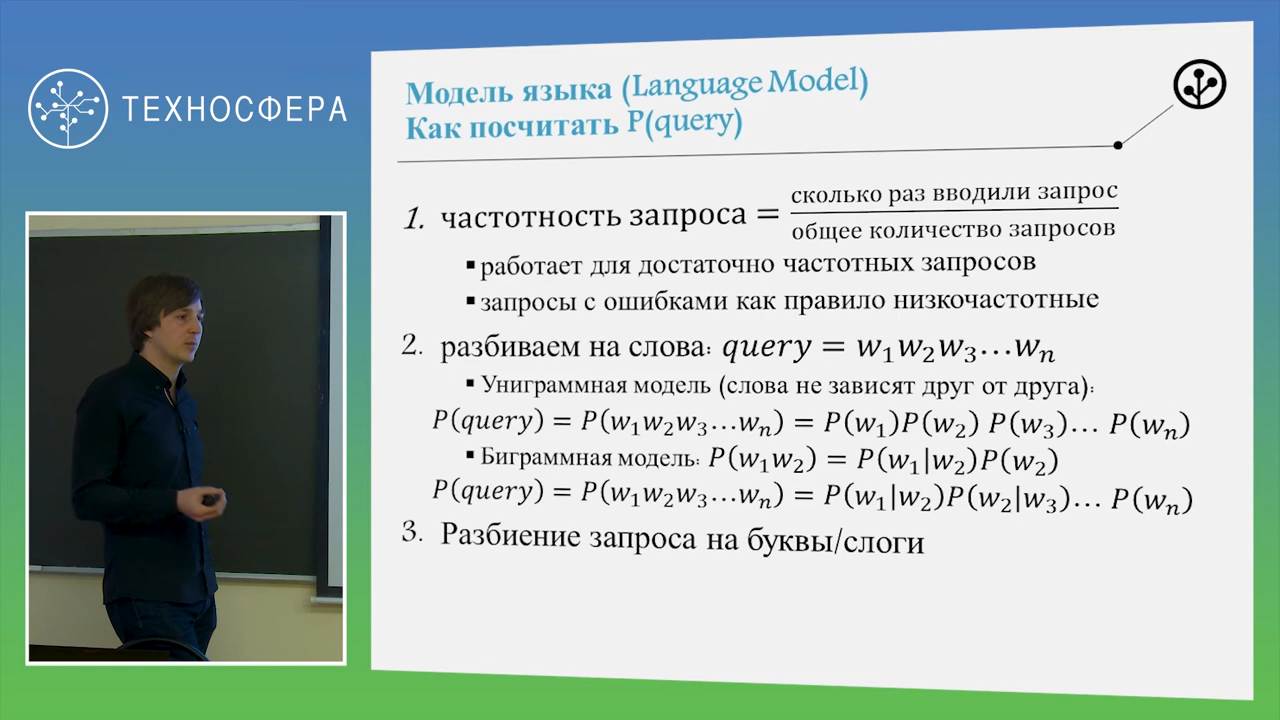 ТЕХНОСФЕРА
Модель языка (Language Model)
Как посчитать P(query)
1. частотность запроса = сколько раз вводили запрос / общее количество запросов
▪ работает для достаточно частотных запросов
▪ запросы с ошибками как правило низкочастотные
2. разбиваем на слова: query = w₁w₂w₃…wₙ
▪ Униграммная модель (слова не зависят друг от друга):
P(query) = P(w₁w₂w₃…wₙ) = P(w₁)P(w₂) P(w₃)… P(wₙ)
▪ Биграммная модель: P(w₁w₂) = P(w₁|w₂)P(w₂)
P(query) = P(w₁w₂w₃…wₙ) = P(w₁|w₂)P(w₂|w₃)… P(wₙ)
3. Разбиение запроса на буквы/слоги